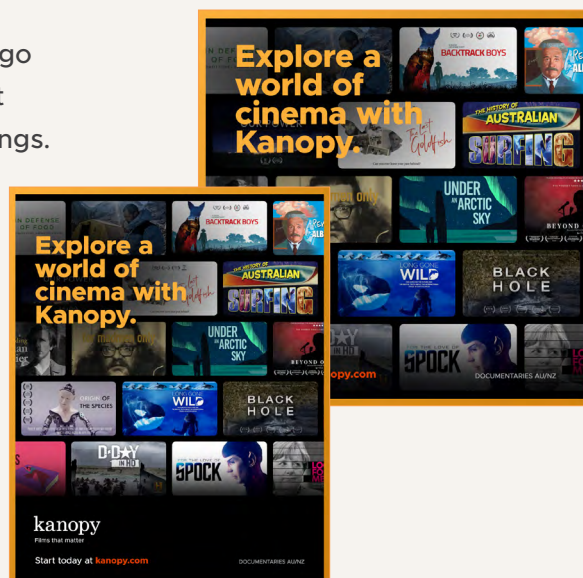 go
t
ngs.
Explore a
world of
cinema with
Kanopy.
BACKTRACK BOYS
The Lost
Goldfish
THE HISTORY OF
AUSTRALIAN
SURFING
UNDER
AN ARCTIC
SKY
BEYOND
LONG GONE
WILD
BLACK
HOLE
FOR THE LOVE OF
SPOCK
opy.com
DOCUMENTARIES AU/NZ
Explore a
world of
cinema with
Kanopy.
IN DEFENSE
OF FOOD
BACKTRACK BOYS
THE HISTORY OF
AUSTRALIAN
SURFING
UNDER
AN ARCTIC
SKY
BEYOND
ORIGIN OF
THE SPECIES
LONG GONE
WILD
BLACK
HOLE
D-DAY
IN HD
FOR THE LOVE OF
SPOCK
kanopy
Films that matter
Start today at kanopy.com
DOCUMENTARIES AU/NZ